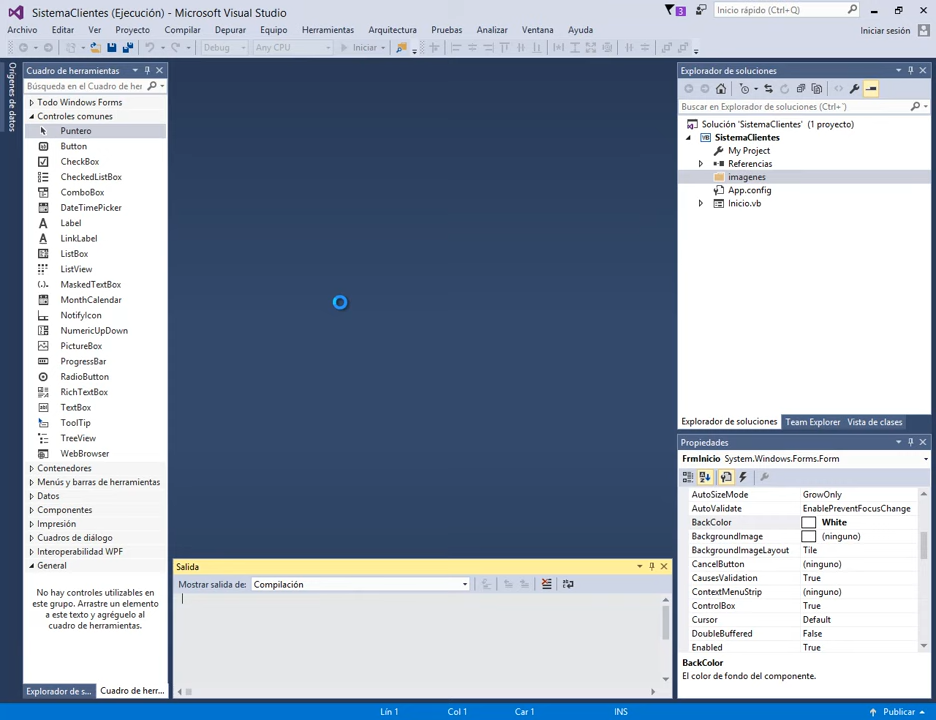 SistemaClientes (Ejecución) - Microsoft Visual Studio
3
Inicio rápido (Ctrl+Q)
Archivo Editar Ver Proyecto Compilar Depurar Equipo Herramientas Arquitectura Pruebas Analizar Ventana Ayuda
Iniciar sesión
Debug Any CPU Iniciar
Orígenes de datos
Cuadro de herramientas
Búsqueda en el Cuadro de her
Todo Windows Forms
Controles comunes
Puntero
Button
CheckBox
CheckedListBox
ComboBox
DateTimePicker
Label
LinkLabel
ListBox
ListView
MaskedTextBox
MonthCalendar
NotifyIcon
NumericUpDown
PictureBox
ProgressBar
RadioButton
RichTextBox
TextBox
ToolTip
TreeView
WebBrowser
Contenedores
Menús y barras de herramientas
Datos
Componentes
Impresión
Cuadros de diálogo
Interoperabilidad WPF
General
No hay controles utilizables en
este grupo. Arrastre un elemento
a este texto y agréguelo al
cuadro de herramientas.
Explorador de s...
Cuadro de herr...
Salida
Mostrar salida de: Compilación
Explorador de soluciones
Buscar en Explorador de soluciones (Ctrl+')
Solución 'SistemaClientes' (1 proyecto)
VB SistemaClientes
My Project
Referencias
imagenes
App.config
Inicio.vb
Explorador de soluciones Team Explorer Vista de clases
Propiedades
FrmInicio System.Windows.Forms.Form
AutoSizeMode GrowOnly
AutoValidate EnablePreventFocusChange
BackColor White
BackgroundImage (ninguno)
BackgroundImageLayout Tile
CancelButton (ninguno)
CausesValidation True
ContextMenuStrip (ninguno)
ControlBox True
Cursor Default
DoubleBuffered False
Enabled True
BackColor
El color de fondo del componente.
Lín 1 Col 1 Car 1 INS
Publicar